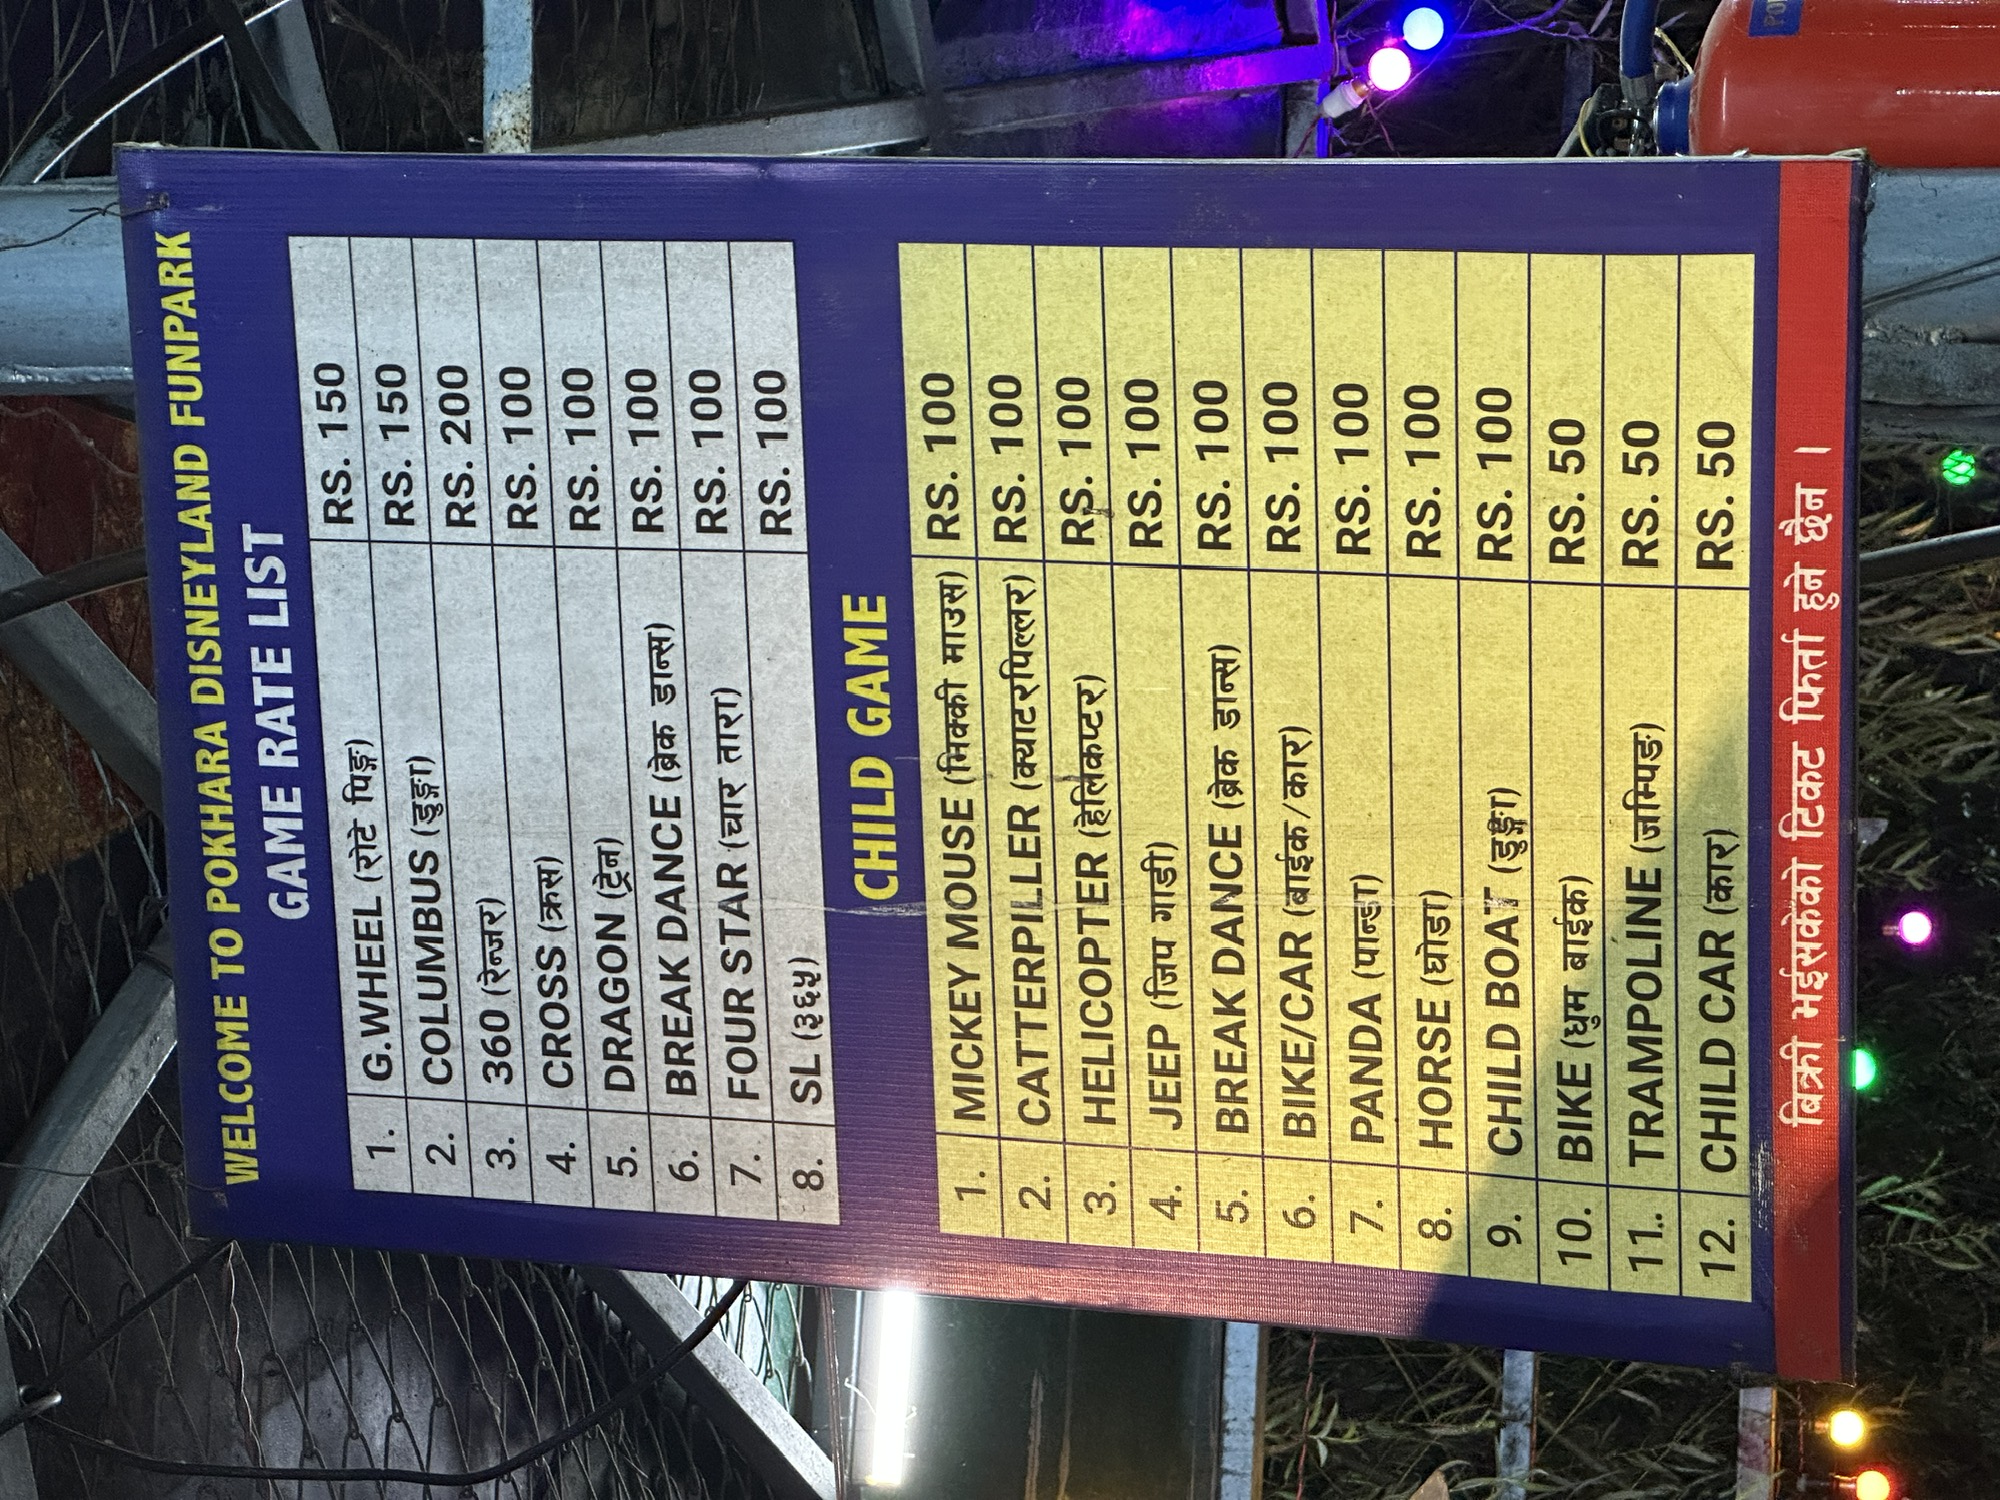 WELCOME TO POKHARA DISNEYLAND FUNPARK
GAME RATE LIST
1. G.WHEEL (रोटे पिङ्ग) RS. 150
2. COLUMBUS (डुङ्गा) RS. 150
3. 360 (रेन्जर) RS. 200
4. CROSS (क्रस) RS. 100
5. DRAGON (ट्रेन) RS. 100
6. BREAK DANCE (ब्रेक डान्स) RS. 100
7. FOUR STAR (चार तारा) RS. 100
8. SL (३६५) RS. 100
CHILD GAME
1. MICKEY MOUSE (मिक्की माउस) RS. 100
2. CATTERPILLER (क्याटरपिल्लर) RS. 100
3. HELICOPTER (हेलिकप्टर) RS. 100
4. JEEP (जिप गाडी) RS. 100
5. BREAK DANCE (ब्रेक डान्स) RS. 100
6. BIKE/CAR (बाईक/कार) RS. 100
7. PANDA (पान्डा) RS. 100
8. HORSE (घोडा) RS. 100
9. CHILD BOAT (डुङ्गा) RS. 100
10. BIKE (धुम बाईक) RS. 50
11. TRAMPOLINE (जम्पिङ) RS. 50
12. CHILD CAR (कार) RS. 50
बिक्री भईसकेको टिकट फिर्ता हुने छैन ।